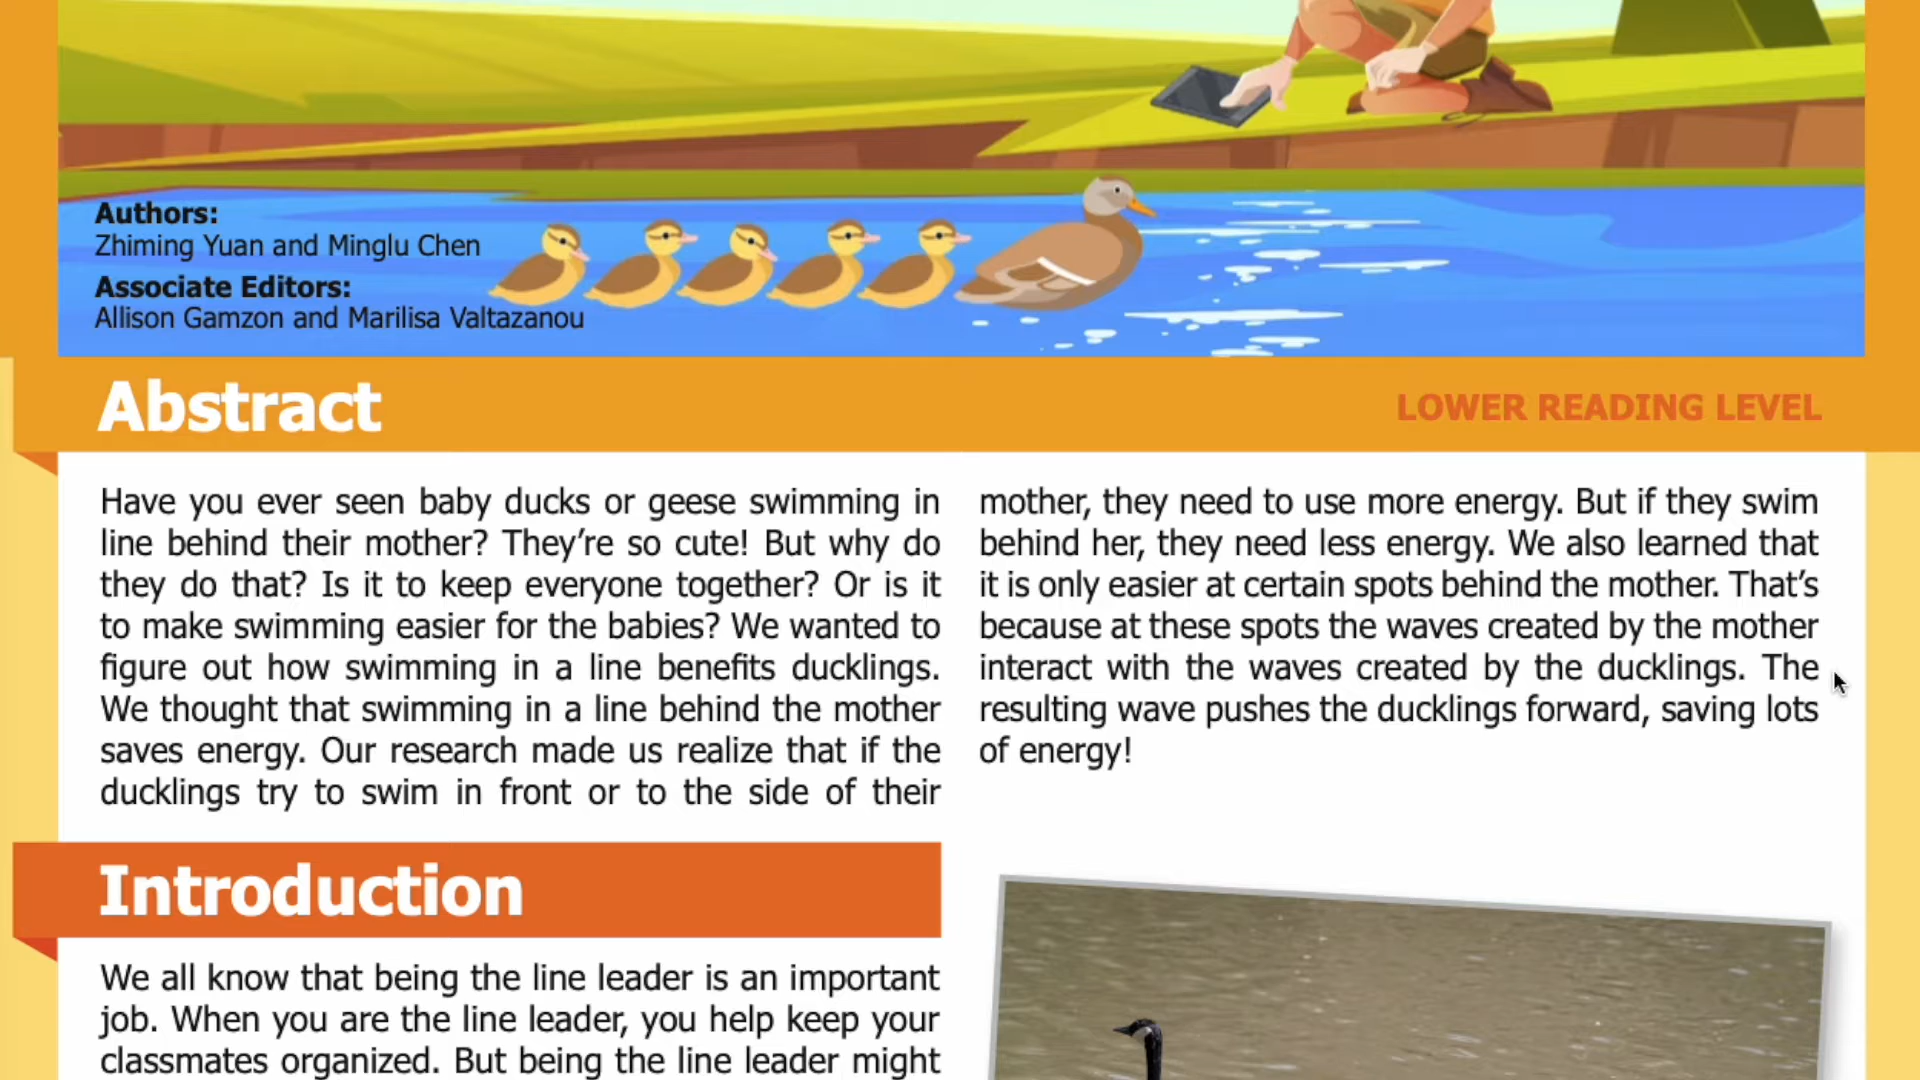 Authors:
Zhiming Yuan and Minglu Chen
Associate Editors:
Allison Gamzon and Marilisa Valtazanou
Abstract
LOWER READING LEVEL
Have you ever seen baby ducks or geese swimming in
line behind their mother? They’re so cute! But why do
they do that? Is it to keep everyone together? Or is it
to make swimming easier for the babies? We wanted to
figure out how swimming in a line benefits ducklings.
We thought that swimming in a line behind the mother
saves energy. Our research made us realize that if the
ducklings try to swim in front or to the side of their
mother, they need to use more energy. But if they swim
behind her, they need less energy. We also learned that
it is only easier at certain spots behind the mother. That’s
because at these spots the waves created by the mother
interact with the waves created by the ducklings. The
resulting wave pushes the ducklings forward, saving lots
of energy!
Introduction
We all know that being the line leader is an important
job. When you are the line leader, you help keep your
classmates organized. But being the line leader might